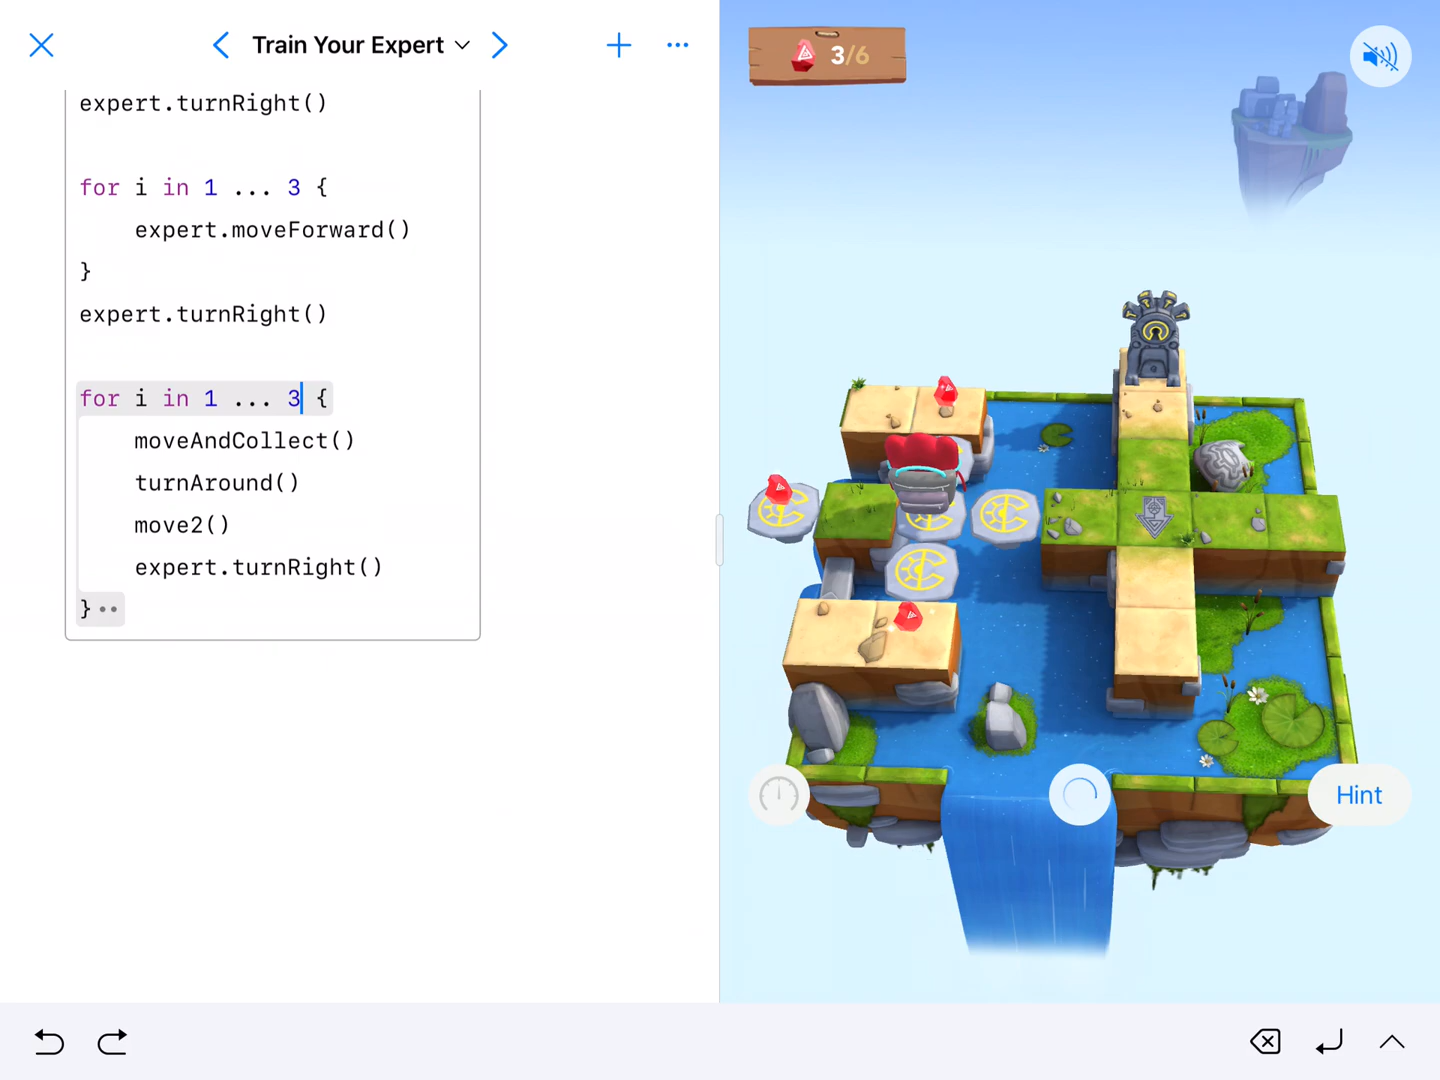 Train Your Expert
expert.turnRight()
for i in 1 ... 3 {
expert.moveForward()
}
expert.turnRight()
for i in 1 ... 3 {
moveAndCollect()
turnAround()
move2()
expert.turnRight()
}
3/6
Hint